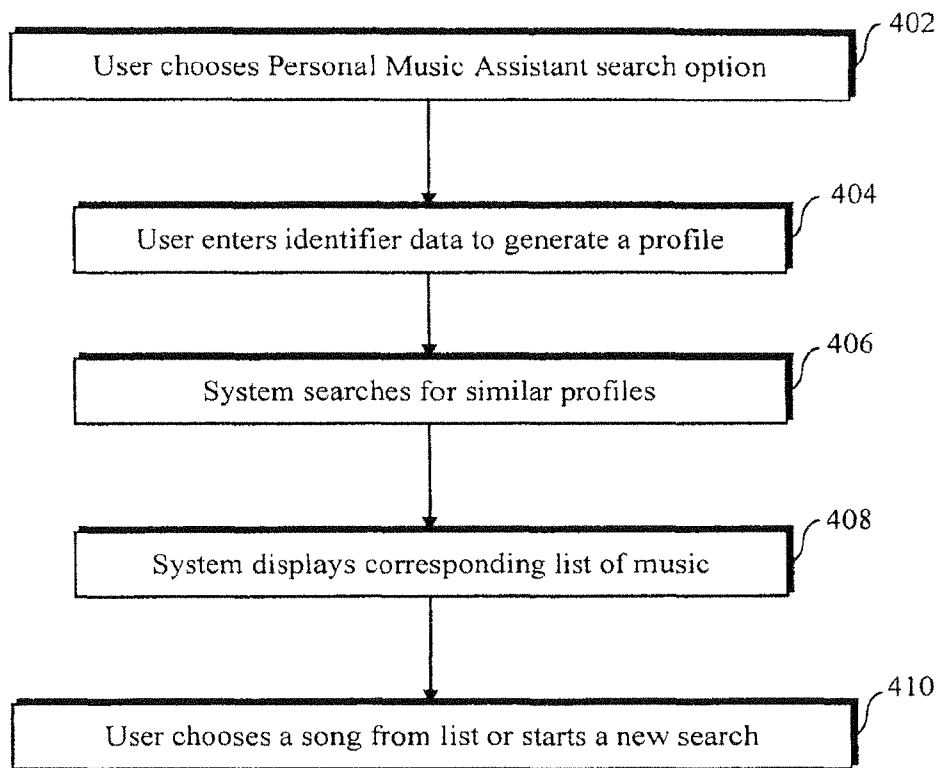 402
User chooses Personal Music Assistant search option
404
User enters identifier data to generate a profile
406
System searches for similar profiles
408
System displays corresponding list of music
410
User chooses a song from list or starts a new search